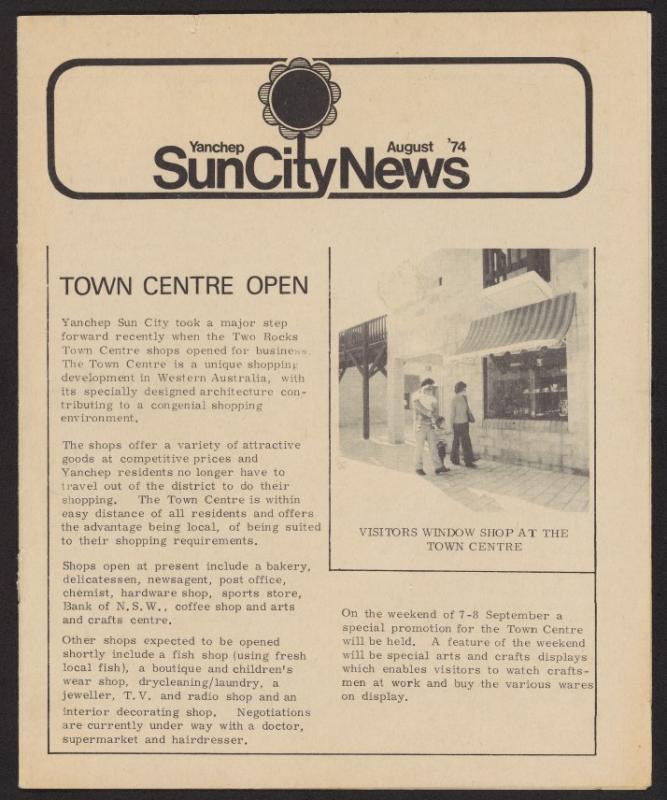 Yanchep August '74
SunCityNews
TOWN CENTRE OPEN
Yanchep Sun City took a major step
forward recently when the Two Rocks
Town Centre shops opened for business.
The Town Centre is a unique shopping
development in Western Australia, with
its specially designed architecture con-
tributing to a congenial shopping
environment.
The shops offer a variety of attractive
goods at competitive prices and
Yanchep residents no longer have to
travel out of the district to do their
shopping. The Town Centre is within
easy distance of all residents and offers
the advantage being local, of being suited
to their shopping requirements.
Shops open at present include a bakery,
delicatessen, newsagent, post office,
chemist, hardware shop, sports store,
Bank of N.S.W., coffee shop and arts
and crafts centre.
Other shops expected to be opened
shortly include a fish shop (using fresh
local fish), a boutique and children's
wear shop, drycleaning/laundry, a
jeweller, T.V. and radio shop and an
interior decorating shop. Negotiations
are currently under way with a doctor,
supermarket and hairdresser.
VISITORS WINDOW SHOP AT THE
TOWN CENTRE
On the weekend of 7-8 September a
special promotion for the Town Centre
will be held. A feature of the weekend
will be special arts and crafts displays
which enables visitors to watch crafts-
men at work and buy the various wares
on display.